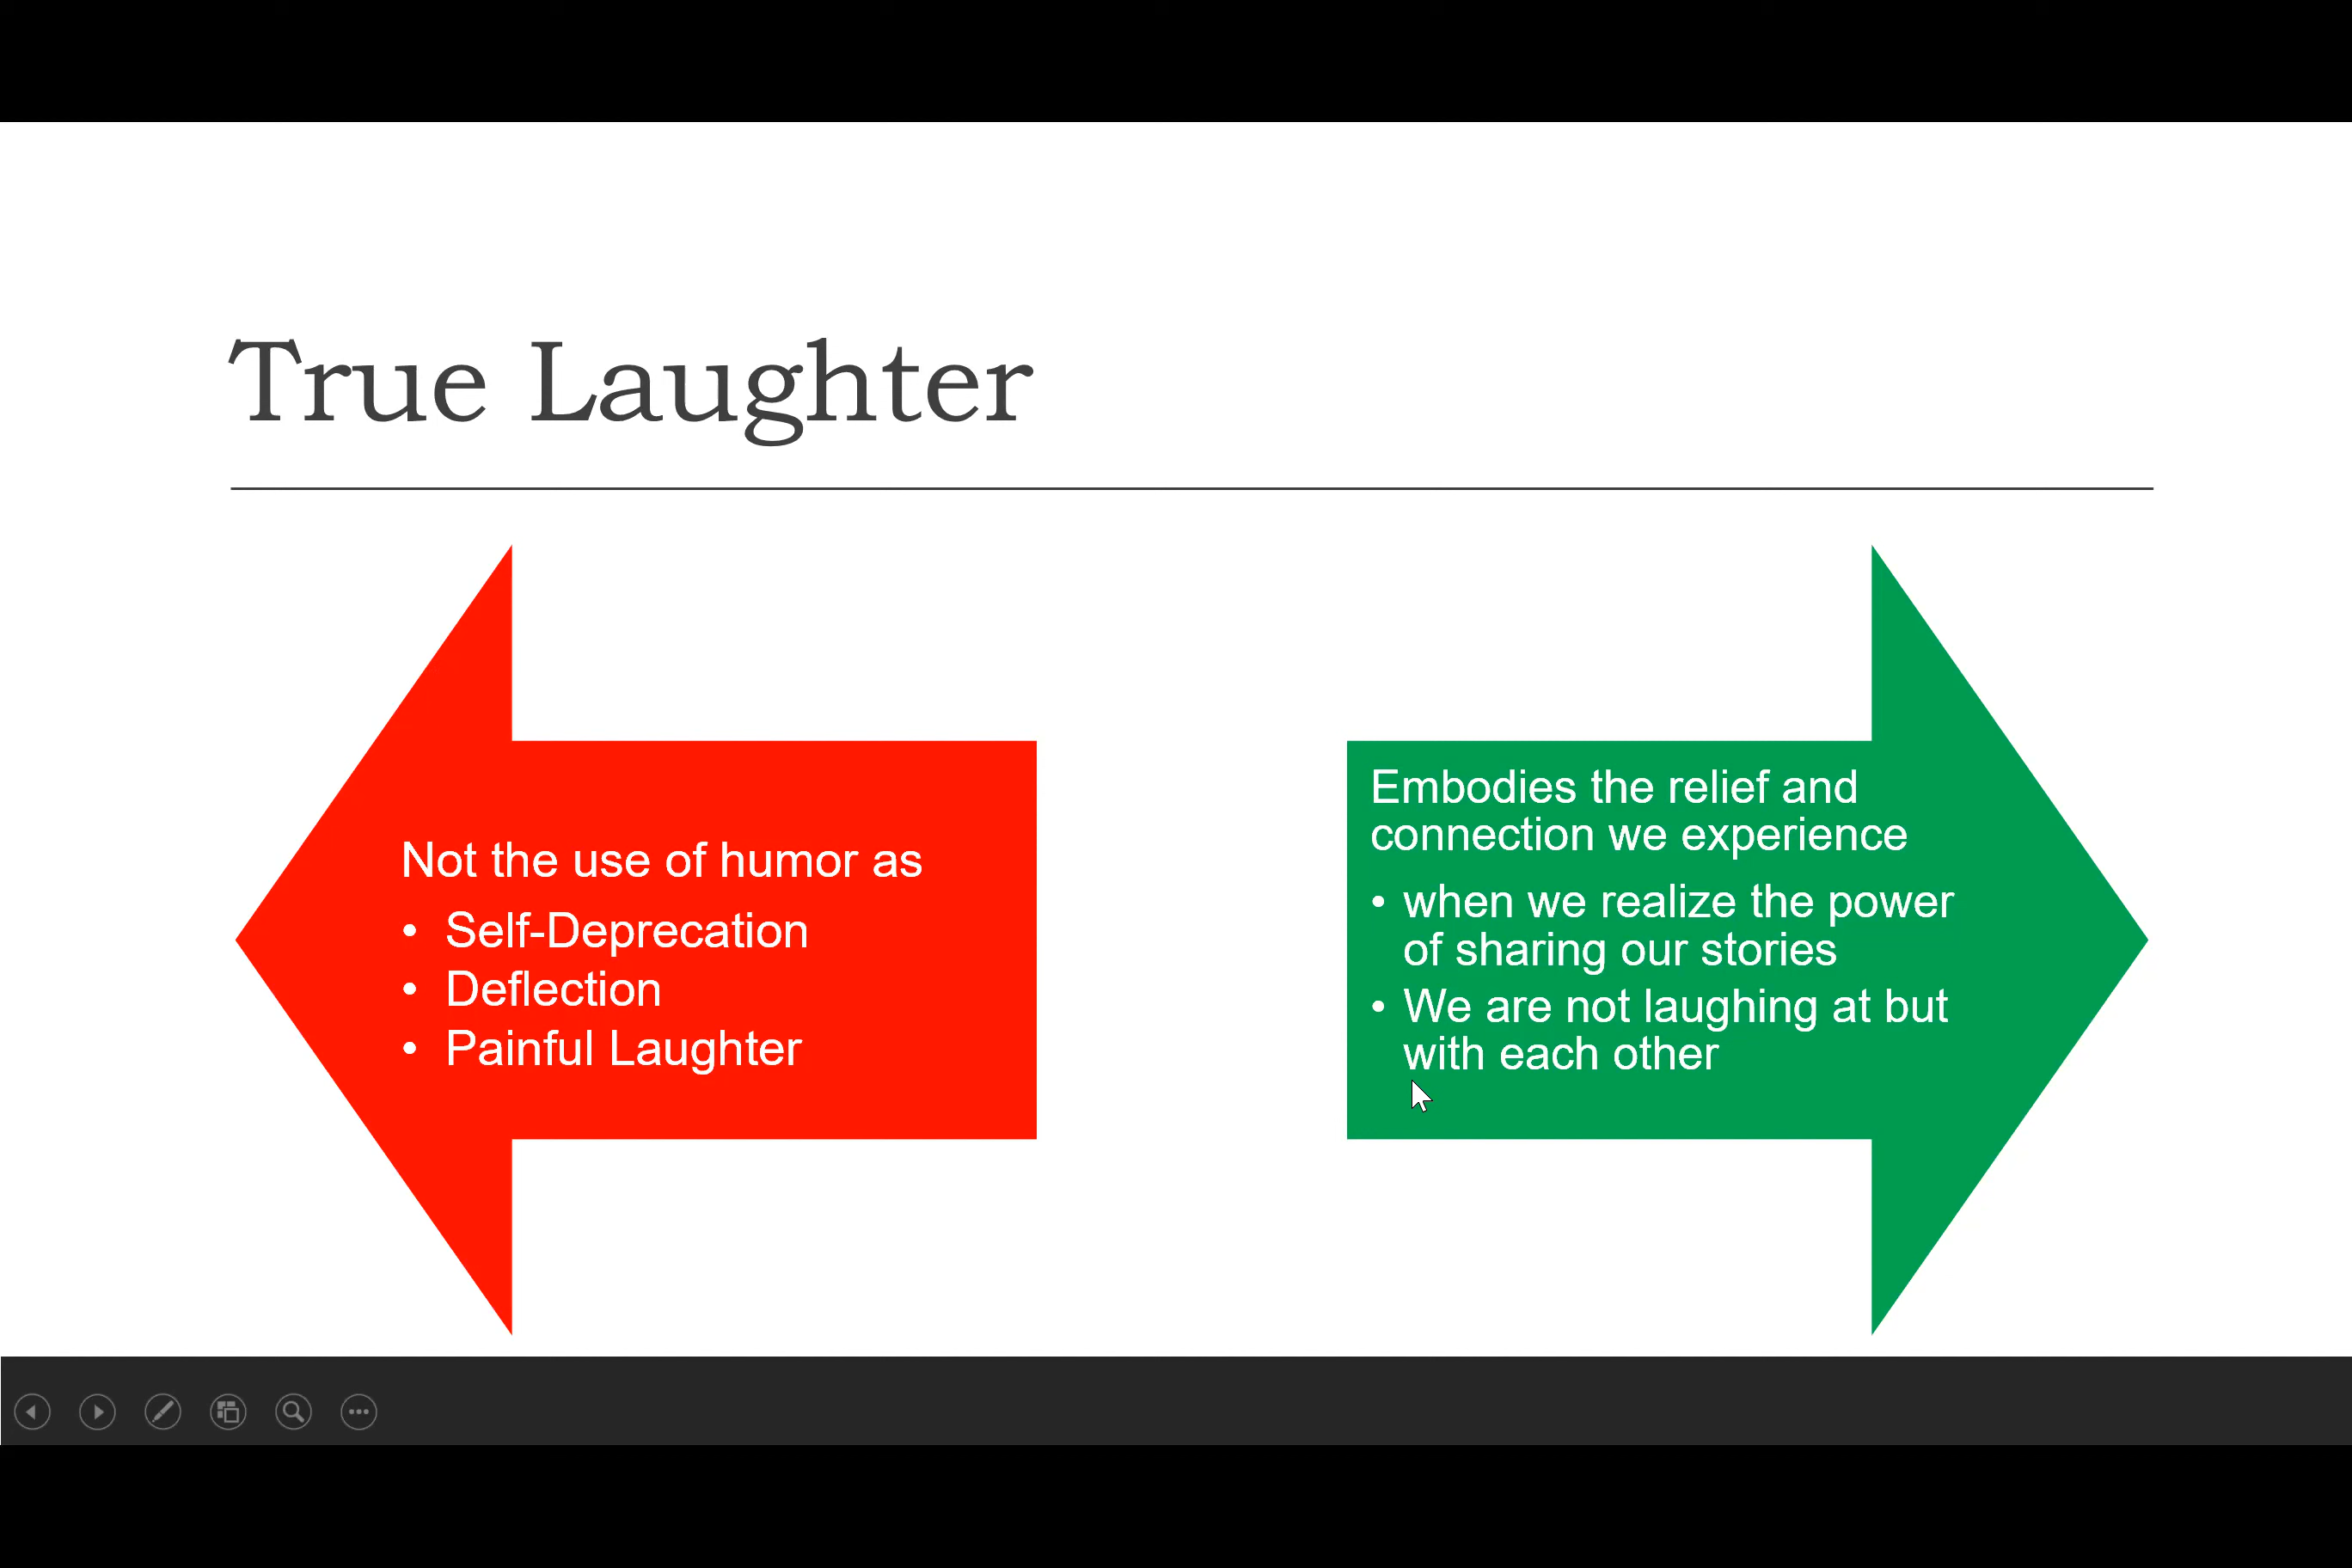 True Laughter
Not the use of humor as
• Self-Deprecation
• Deflection
• Painful Laughter
Embodies the relief and
connection we experience
• when we realize the power
of sharing our stories
• We are not laughing at but
with each other